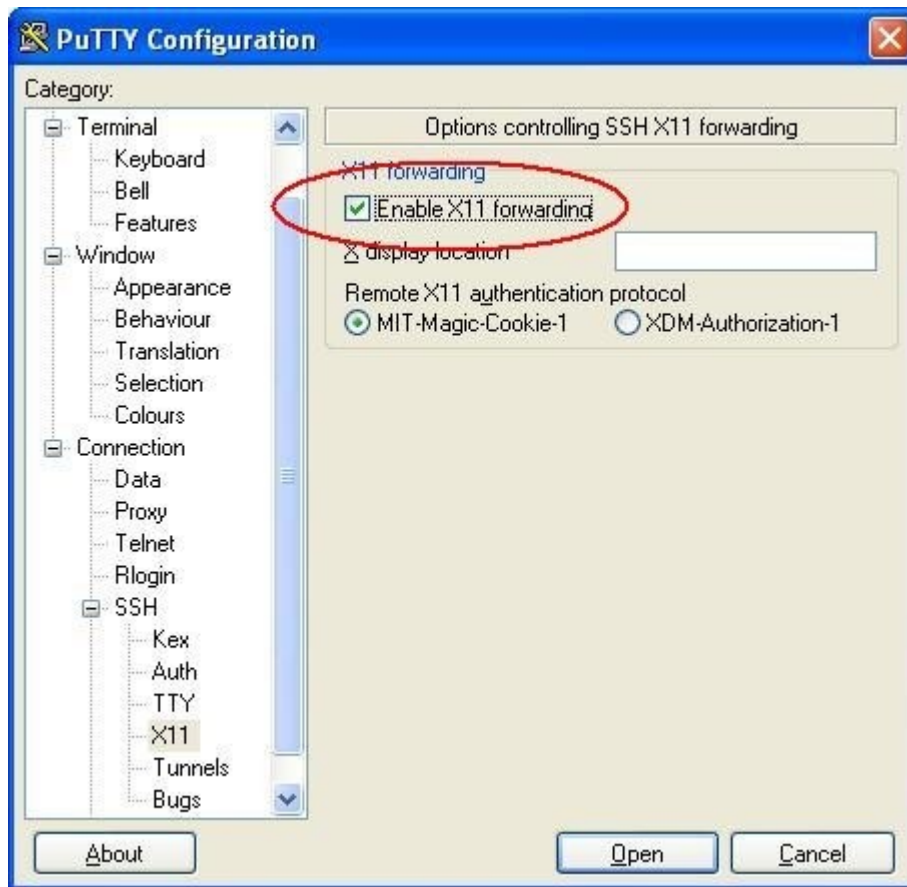 PuTTY Configuration
Category:
Terminal
Keyboard
Bell
Features
Window
Appearance
Behaviour
Translation
Selection
Colours
Connection
Data
Proxy
Telnet
Rlogin
SSH
Kex
Auth
TTY
X11
Tunnels
Bugs
Options controlling SSH X11 forwarding
X11 forwarding
Enable X11 forwarding
X display location
Remote X11 authentication protocol
MIT-Magic-Cookie-1 XDM-Authorization-1
About Open Cancel